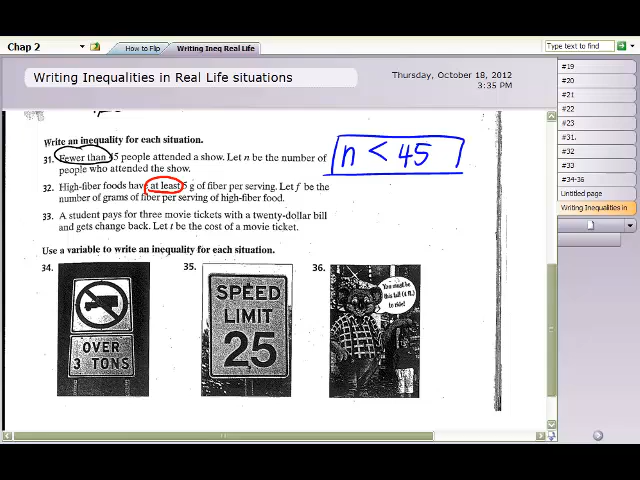 Chap 2
How to Flip
Writing Ineq Real Life
Type text to find
Writing Inequalities in Real Life situations
Thursday, October 18, 2012
3:35 PM
Write an inequality for each situation.
31. Fewer than 45 people attended a show. Let n be the number of
people who attended the show.
n < 45
32. High-fiber foods have at least 5 g of fiber per serving. Let f be the
number of grams of fiber per serving of high-fiber food.
33. A student pays for three movie tickets with a twenty-dollar bill
and gets change back. Let t be the cost of a movie ticket.
Use a variable to write an inequality for each situation.
34.
OVER
3 TONS
35.
SPEED
LIMIT
25
36.
You must be
this tall (4 ft.)
to ride!
#19
#20
#21
#22
#23
#31.
#32
#33
#34-36
Untitled page
Writing Inequalities in